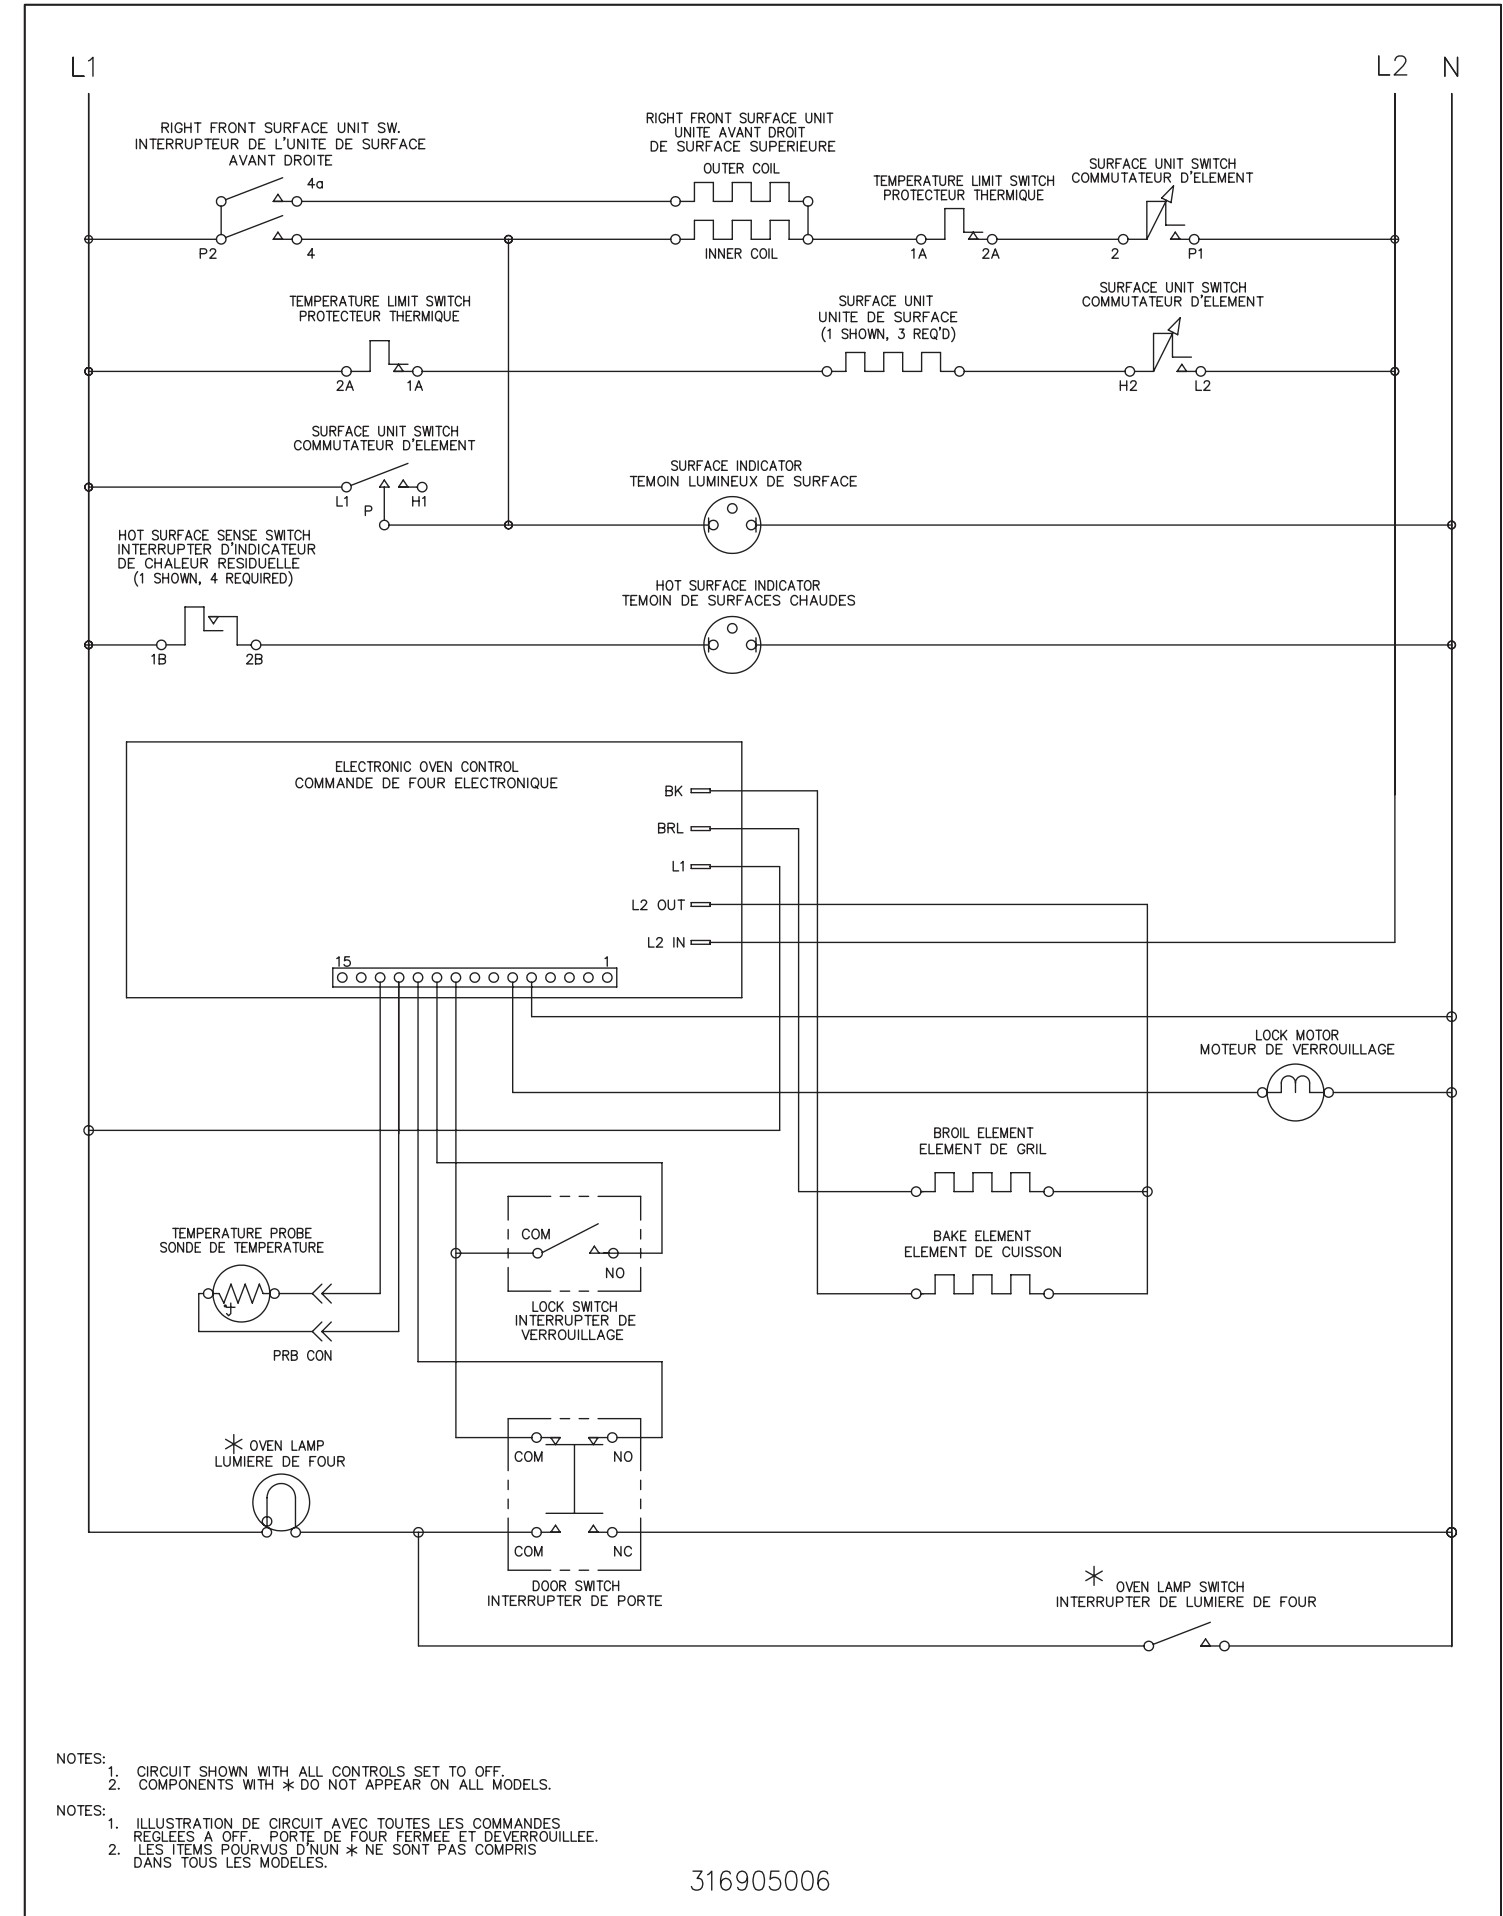 L1
L2
N
RIGHT FRONT SURFACE UNIT SW.
INTERRUPTEUR DE L'UNITE DE SURFACE
AVANT DROITE
RIGHT FRONT SURFACE UNIT
UNITE AVANT DROIT
DE SURFACE SUPERIEURE
OUTER COIL
4a
TEMPERATURE LIMIT SWITCH
PROTECTEUR THERMIQUE
SURFACE UNIT SWITCH
COMMUTATEUR D'ELEMENT
P2
4
INNER COIL
1A
2A
2
P1
TEMPERATURE LIMIT SWITCH
PROTECTEUR THERMIQUE
SURFACE UNIT
UNITE DE SURFACE
(1 SHOWN, 3 REQ'D)
SURFACE UNIT SWITCH
COMMUTATEUR D'ELEMENT
2A
1A
H2
L2
SURFACE UNIT SWITCH
COMMUTATEUR D'ELEMENT
L1
P
H1
SURFACE INDICATOR
TEMOIN LUMINEUX DE SURFACE
HOT SURFACE SENSE SWITCH
INTERRUPTER D'INDICATEUR
DE CHALEUR RESIDUELLE
(1 SHOWN, 4 REQUIRED)
HOT SURFACE INDICATOR
TEMOIN DE SURFACES CHAUDES
1B
2B
ELECTRONIC OVEN CONTROL
COMMANDE DE FOUR ELECTRONIQUE
BK
BRL
L1
L2 OUT
L2 IN
15
1
LOCK MOTOR
MOTEUR DE VERROUILLAGE
BROIL ELEMENT
ELEMENT DE GRIL
TEMPERATURE PROBE
SONDE DE TEMPERATURE
COM
NO
BAKE ELEMENT
ELEMENT DE CUISSON
LOCK SWITCH
INTERRUPTER DE
VERROUILLAGE
PRB CON
* OVEN LAMP
LUMIERE DE FOUR
COM
NO
COM
NC
DOOR SWITCH
INTERRUPTER DE PORTE
* OVEN LAMP SWITCH
INTERRUPTER DE LUMIERE DE FOUR
NOTES:
1. CIRCUIT SHOWN WITH ALL CONTROLS SET TO OFF.
2. COMPONENTS WITH * DO NOT APPEAR ON ALL MODELS.
NOTES:
1. ILLUSTRATION DE CIRCUIT AVEC TOUTES LES COMMANDES
REGLEES A OFF. PORTE DE FOUR FERMEE ET DEVERROUILLEE.
2. LES ITEMS POURVUS D'NUN * NE SONT PAS COMPRIS
DANS TOUS LES MODELES.
316905006